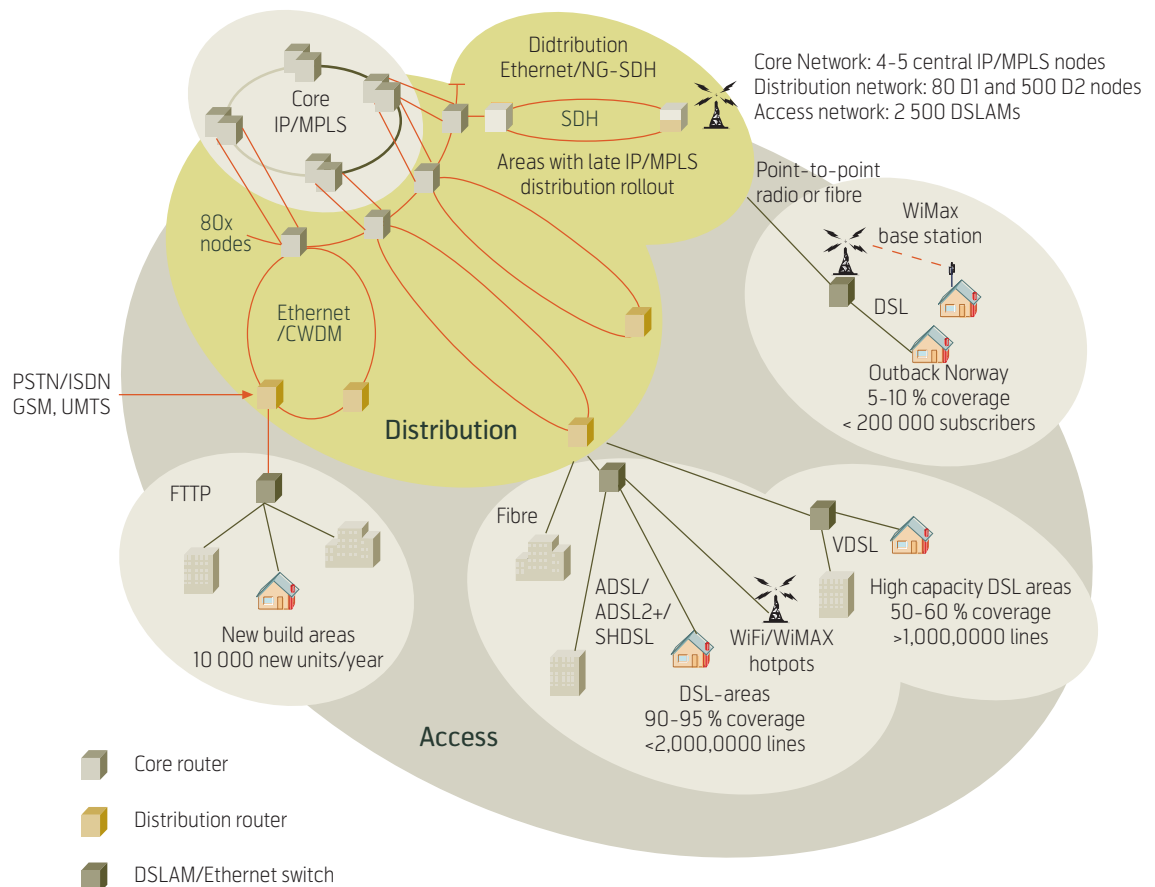 Core
IP/MPLS
Didtribution
Ethernet/NG-SDH
SDH
Areas with late IP/MPLS
distribution rollout
Core Network: 4-5 central IP/MPLS nodes
Distribution network: 80 D1 and 500 D2 nodes
Access network: 2 500 DSLAMs
Point-to-point
radio or fibre
WiMax
base station
DSL
Outback Norway
5-10 % coverage
< 200 000 subscribers
80x
nodes
Ethernet
/CWDM
PSTN/ISDN
GSM, UMTS
Distribution
FTTP
New build areas
10 000 new units/year
Fibre
ADSL/
ADSL2+/
SHDSL
WiFi/WiMAX
hotpots
DSL-areas
90-95 % coverage
<2,000,0000 lines
VDSL
High capacity DSL areas
50-60 % coverage
>1,000,0000 lines
Access
Core router
Distribution router
DSLAM/Ethernet switch